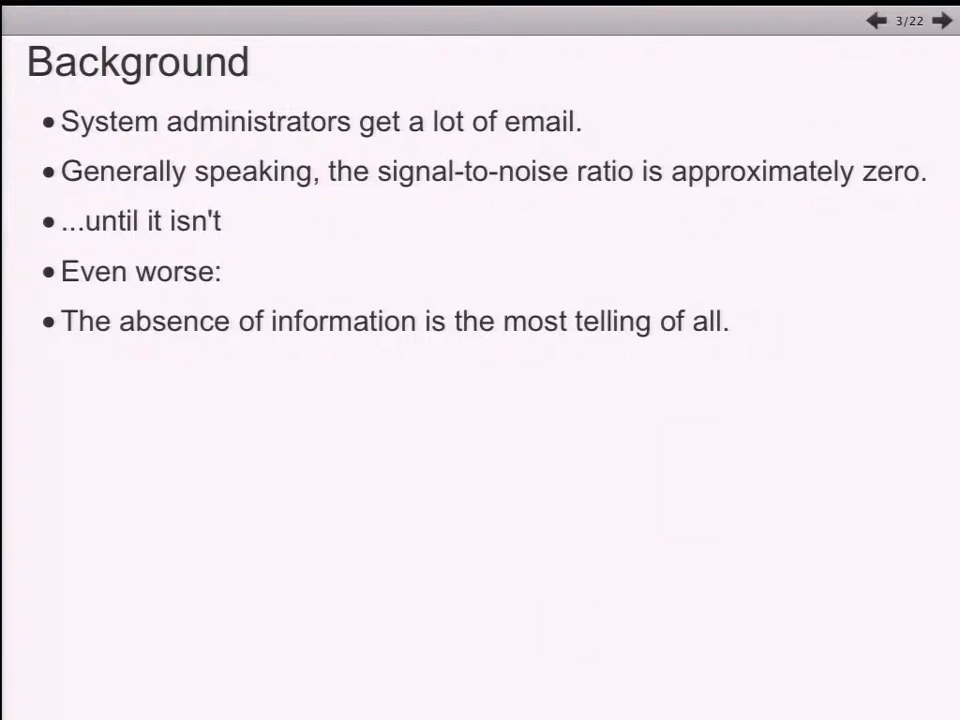 3/22
Background
• System administrators get a lot of email.
• Generally speaking, the signal-to-noise ratio is approximately zero.
• ...until it isn't
• Even worse:
• The absence of information is the most telling of all.